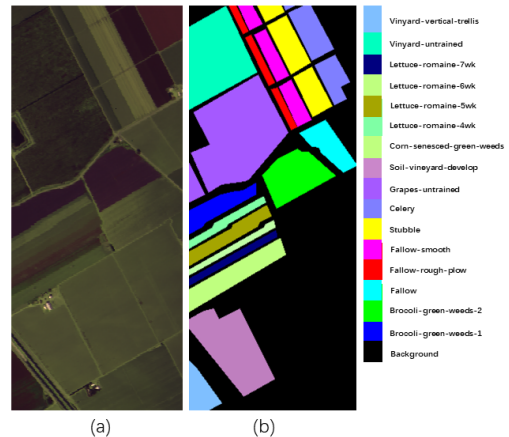 Vinyard-vertical-trellis
Vinyard-untrained
Lettuce-romaine-7wk
Lettuce-romaine-6wk
Lettuce-romaine-5wk
Lettuce-romaine-4wk
Corn-senesced-green-weeds
Soil-vineyard-develop
Grapes-untrained
Celery
Stubble
Fallow-smooth
Fallow-rough-plow
Fallow
Brocoli-green-weeds-2
Brocoli-green-weeds-1
Background
(a)
(b)